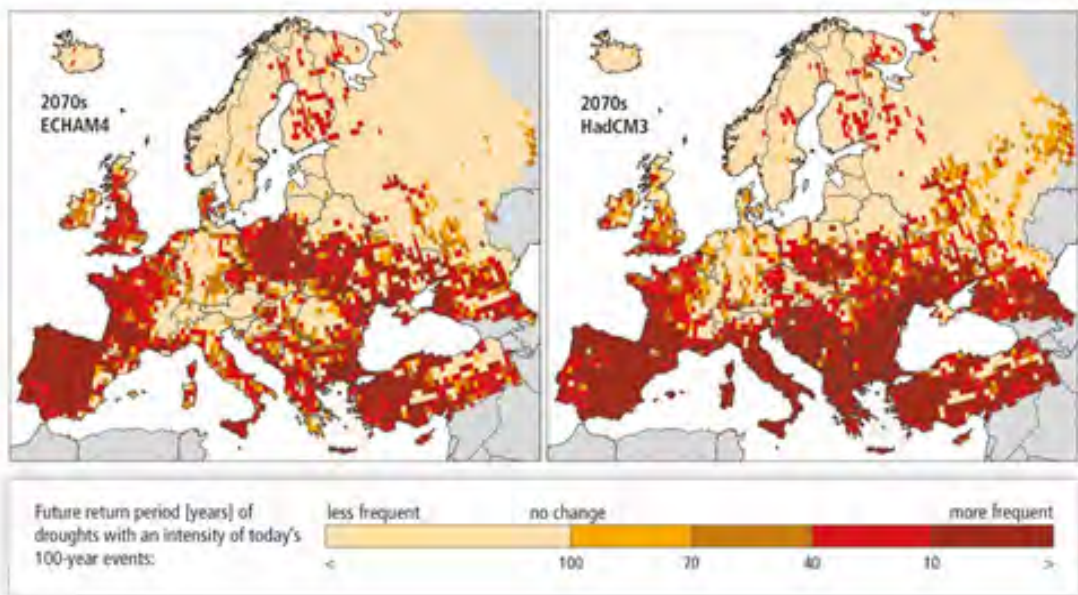 2070s
ECHAM4
2070s
HadCM3
Future return period [years] of
droughts with an intensity of today's
100-year events:
less frequent
no change
more frequent
<
100
70
40
10
>